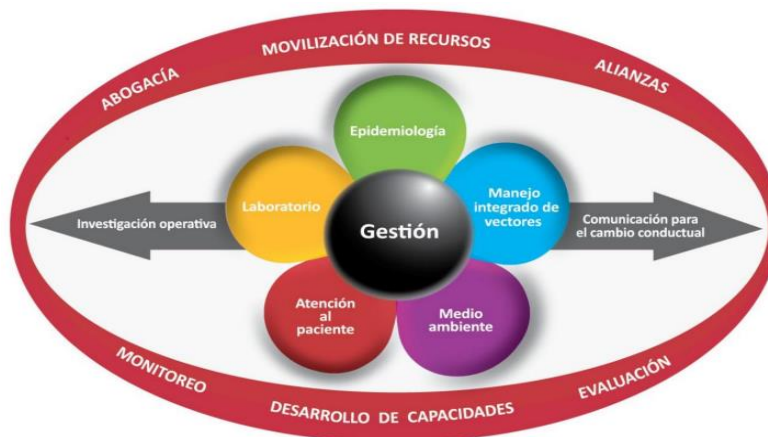 MOVILIZACIÓN DE RECURSOS
ABOGACÍA
ALIANZAS
Epidemiología
Laboratorio
Manejo
integrado de
vectores
Investigación operativa
Gestión
Comunicación para
el cambio conductual
Atención
al
paciente
Medio
ambiente
MONITOREO
DESARROLLO DE CAPACIDADES
EVALUACIÓN